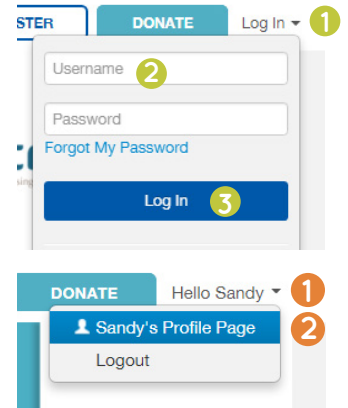 STER DONATE Log In 1
Username 2
Password
Forgot My Password
Log In 3
DONATE Hello Sandy 1
Sandy's Profile Page 2
Logout